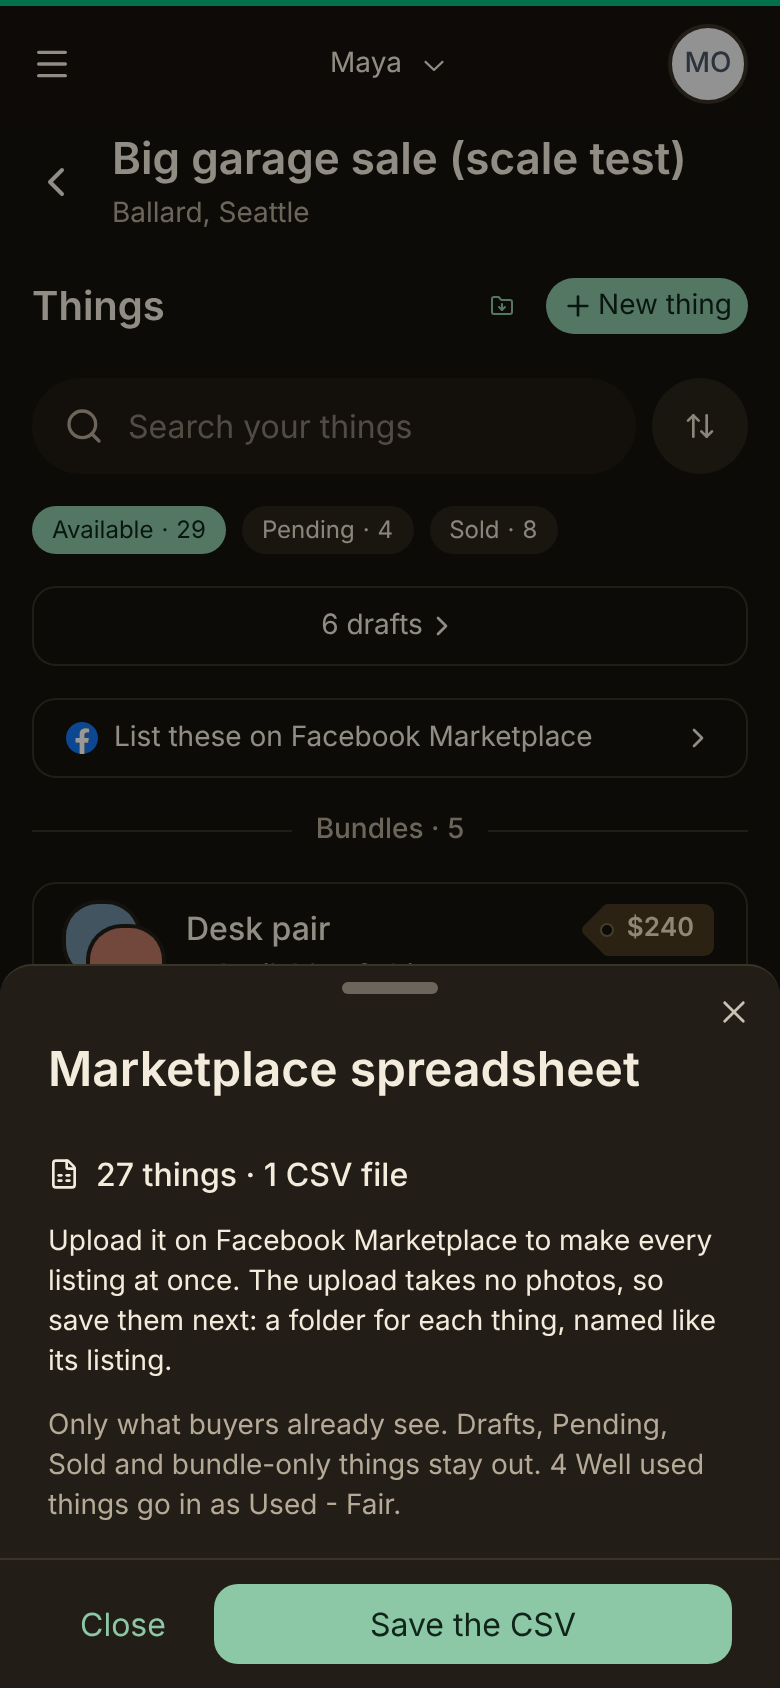 Maya
MO
Big garage sale (scale test)
Ballard, Seattle
Things
New thing
Search your things
Available · 29
Pending · 4
Sold · 8
6 drafts
List these on Facebook Marketplace
Bundles · 5
Desk pair
$240
Marketplace spreadsheet
27 things · 1 CSV file
Upload it on Facebook Marketplace to make every
listing at once. The upload takes no photos, so
save them next: a folder for each thing, named like
its listing.
Only what buyers already see. Drafts, Pending,
Sold and bundle-only things stay out. 4 Well used
things go in as Used - Fair.
Close
Save the CSV